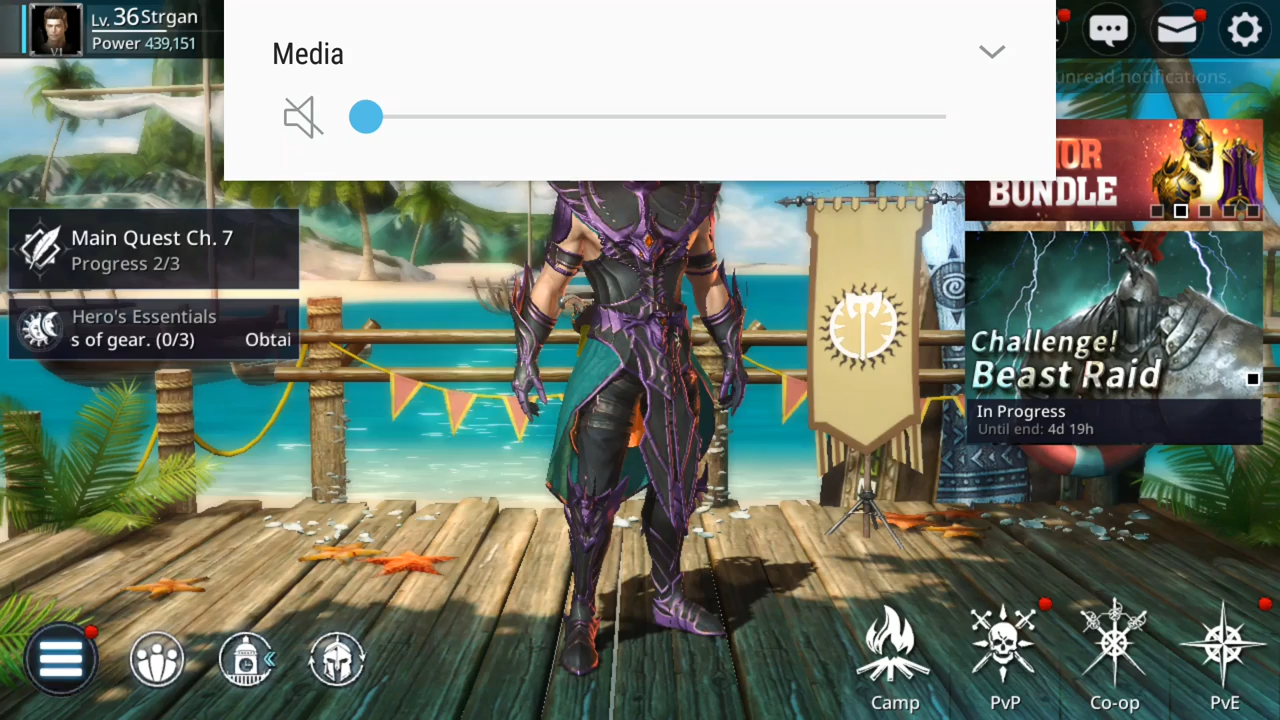 Lv. 36 Strgan
Power 439,151
VI
Media
unread notifications.
BUNDLE
Main Quest Ch. 7
Progress 2/3
Hero's Essentials
s of gear. (0/3) Obtai
Challenge!
Beast Raid
In Progress
Until end: 4d 19h
Camp
PvP
Co-op
PvE